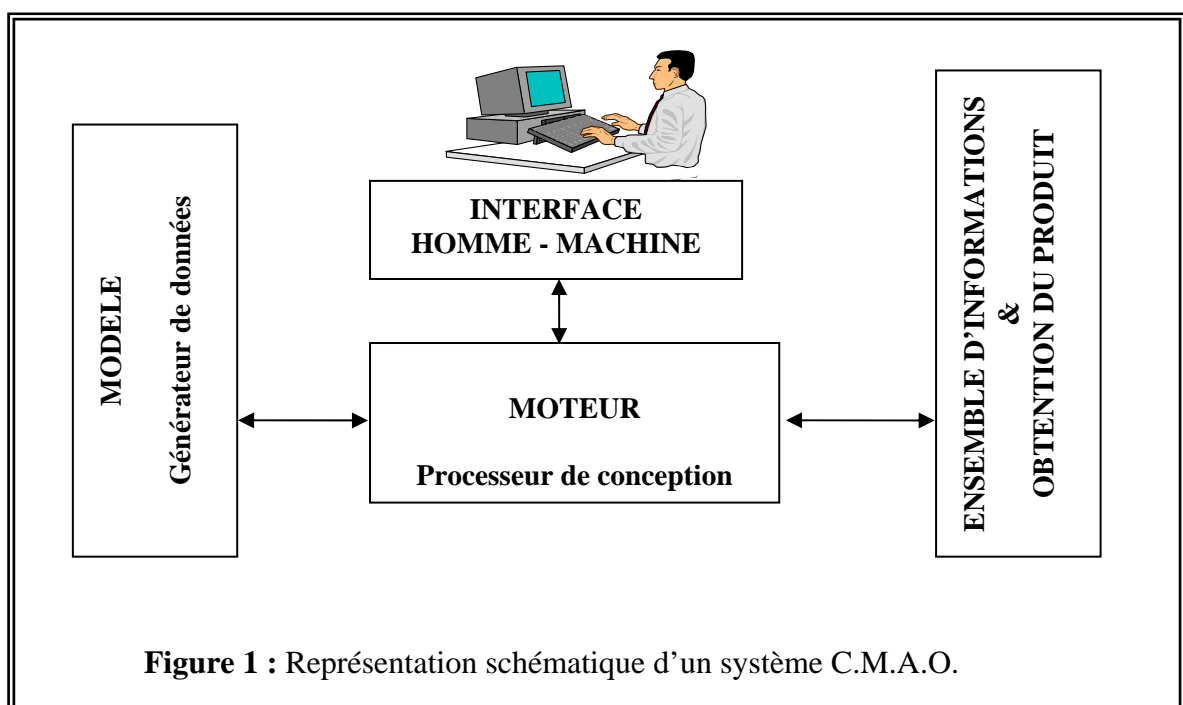 MODELE
Générateur de données
INTERFACE
HOMME - MACHINE
MOTEUR
Processeur de conception
ENSEMBLE D'INFORMATIONS
&
OBTENTION DU PRODUIT
Figure 1 : Représentation schématique d'un système C.M.A.O.